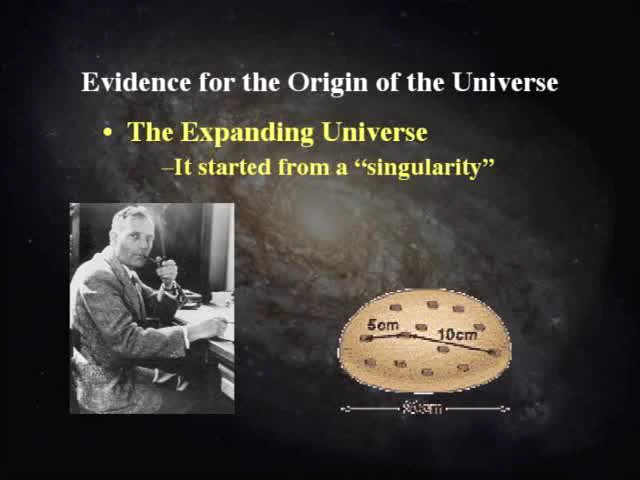 Evidence for the Origin of the Universe
• The Expanding Universe
–It started from a “singularity”
5cm
10cm